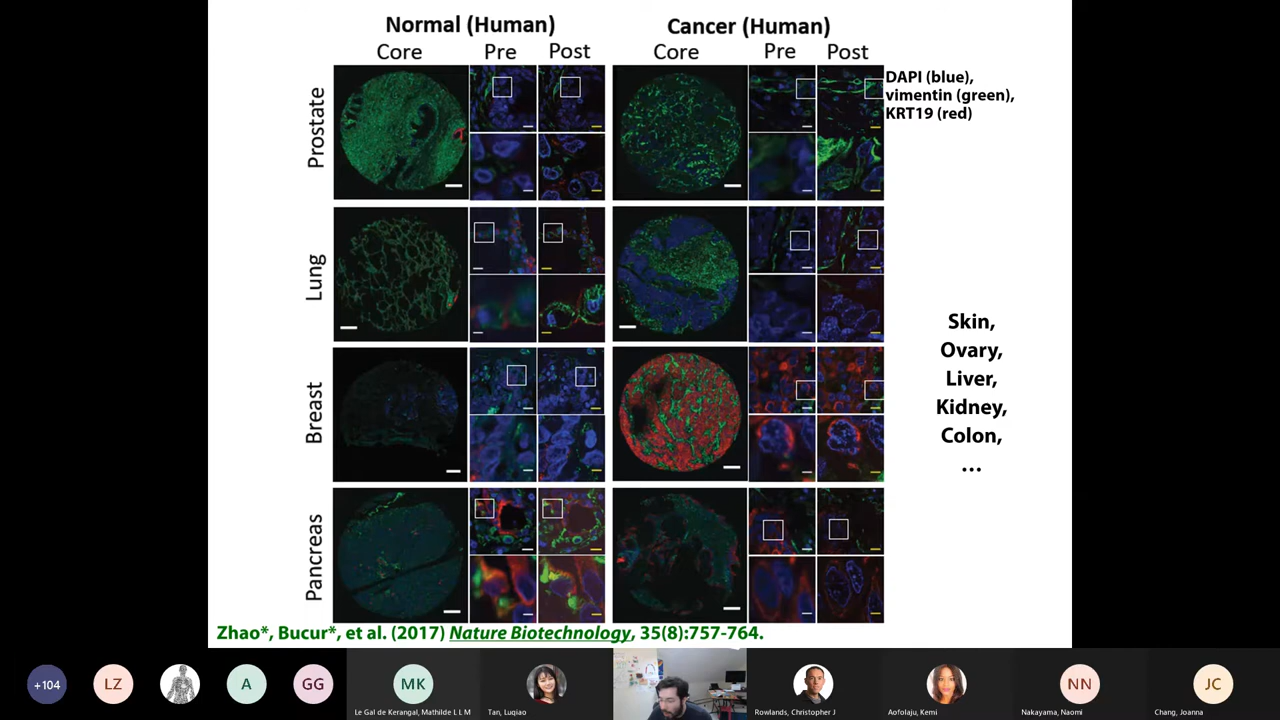 Normal (Human)
Cancer (Human)
Core
Pre
Post
Core
Pre
Post
Prostate
DAPI (blue),
vimentin (green),
KRT19 (red)
Lung
Skin,
Ovary,
Liver,
Kidney,
Colon,
...
Breast
Pancreas
Zhao*, Bucur*, et al. (2017) Nature Biotechnology, 35(8):757-764.
+104
LZ
A
GG
MK
NN
JC
Le Gal de Kerangal, Mathilde L L M
Tan, Luqiao
Rowlands, Christopher J
Aofolaju, Kemi
Nakayama, Naomi
Chang, Joanna